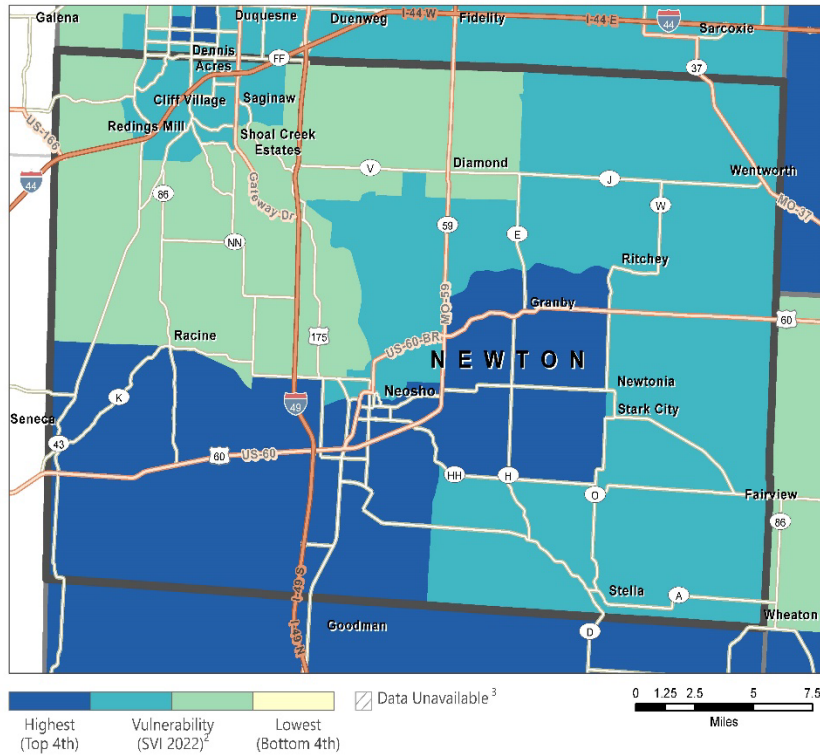 Galena
Duquesne
Duenweg
I-44 W
Fidelity
I-44 E
44
Sarcoxie
Dennis
Acres
FF
37
Cliff Village
Saginaw
US-166
Redings Mill
Shoal Creek
Estates
44
86
Gateway-Dr
V
Diamond
J
Wentworth
W
MO-37
NN
59
E
MO-59
Ritchey
Granby
60
175
US-60-BR
Racine
NEWTON
K
49
Neosho
Newtonia
Seneca
Stark City
43
60
US-60
HH
H
O
Fairview
86
I-49 S
I-49 N
Stella
A
Goodman
D
Wheaton
Highest
(Top 4th)
Vulnerability
(SVI 2022)2
Lowest
(Bottom 4th)
Data Unavailable 3
0 1.25 2.5 5 7.5
Miles